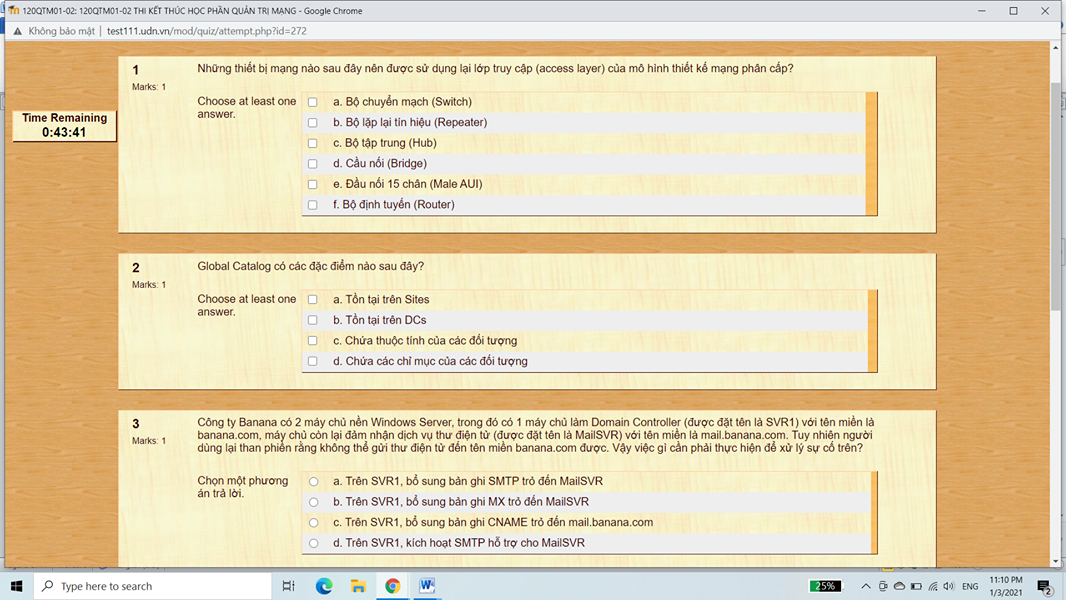 120QTM01-02: 120QTM01-02 THI KẾT THÚC HỌC PHẦN QUẢN TRỊ MẠNG - Google Chrome
Không bảo mật | test111.udn.vn/mod/quiz/attempt.php?id=272
Time Remaining
0:43:41
1
Marks: 1
Những thiết bị mạng nào sau đây nên được sử dụng lại lớp truy cập (access layer) của mô hình thiết kế mạng phân cấp?
Choose at least one
answer.
a. Bộ chuyển mạch (Switch)
b. Bộ lặp lại tín hiệu (Repeater)
c. Bộ tập trung (Hub)
d. Cầu nối (Bridge)
e. Đầu nối 15 chân (Male AUI)
f. Bộ định tuyến (Router)
2
Marks: 1
Global Catalog có các đặc điểm nào sau đây?
Choose at least one
answer.
a. Tồn tại trên Sites
b. Tồn tại trên DCs
c. Chứa thuộc tính của các đối tượng
d. Chứa các chỉ mục của các đối tượng
3
Marks: 1
Công ty Banana có 2 máy chủ nền Windows Server, trong đó có 1 máy chủ làm Domain Controller (được đặt tên là SVR1) với tên miền là
banana.com, máy chủ còn lại đảm nhận dịch vụ thư điện tử (được đặt tên là MailSVR) với tên miền là mail.banana.com. Tuy nhiên người
dùng lại than phiền rằng không thể gửi thư điện tử đến tên miền banana.com được. Vậy việc gì cần phải thực hiện để xử lý sự cố trên?
Chọn một phương
án trả lời.
a. Trên SVR1, bổ sung bản ghi SMTP trỏ đến MailSVR
b. Trên SVR1, bổ sung bản ghi MX trỏ đến MailSVR
c. Trên SVR1, bổ sung bản ghi CNAME trỏ đến mail.banana.com
d. Trên SVR1, kích hoạt SMTP hỗ trợ cho MailSVR
Type here to search
25%
ENG
11:10 PM
1/3/2021
2